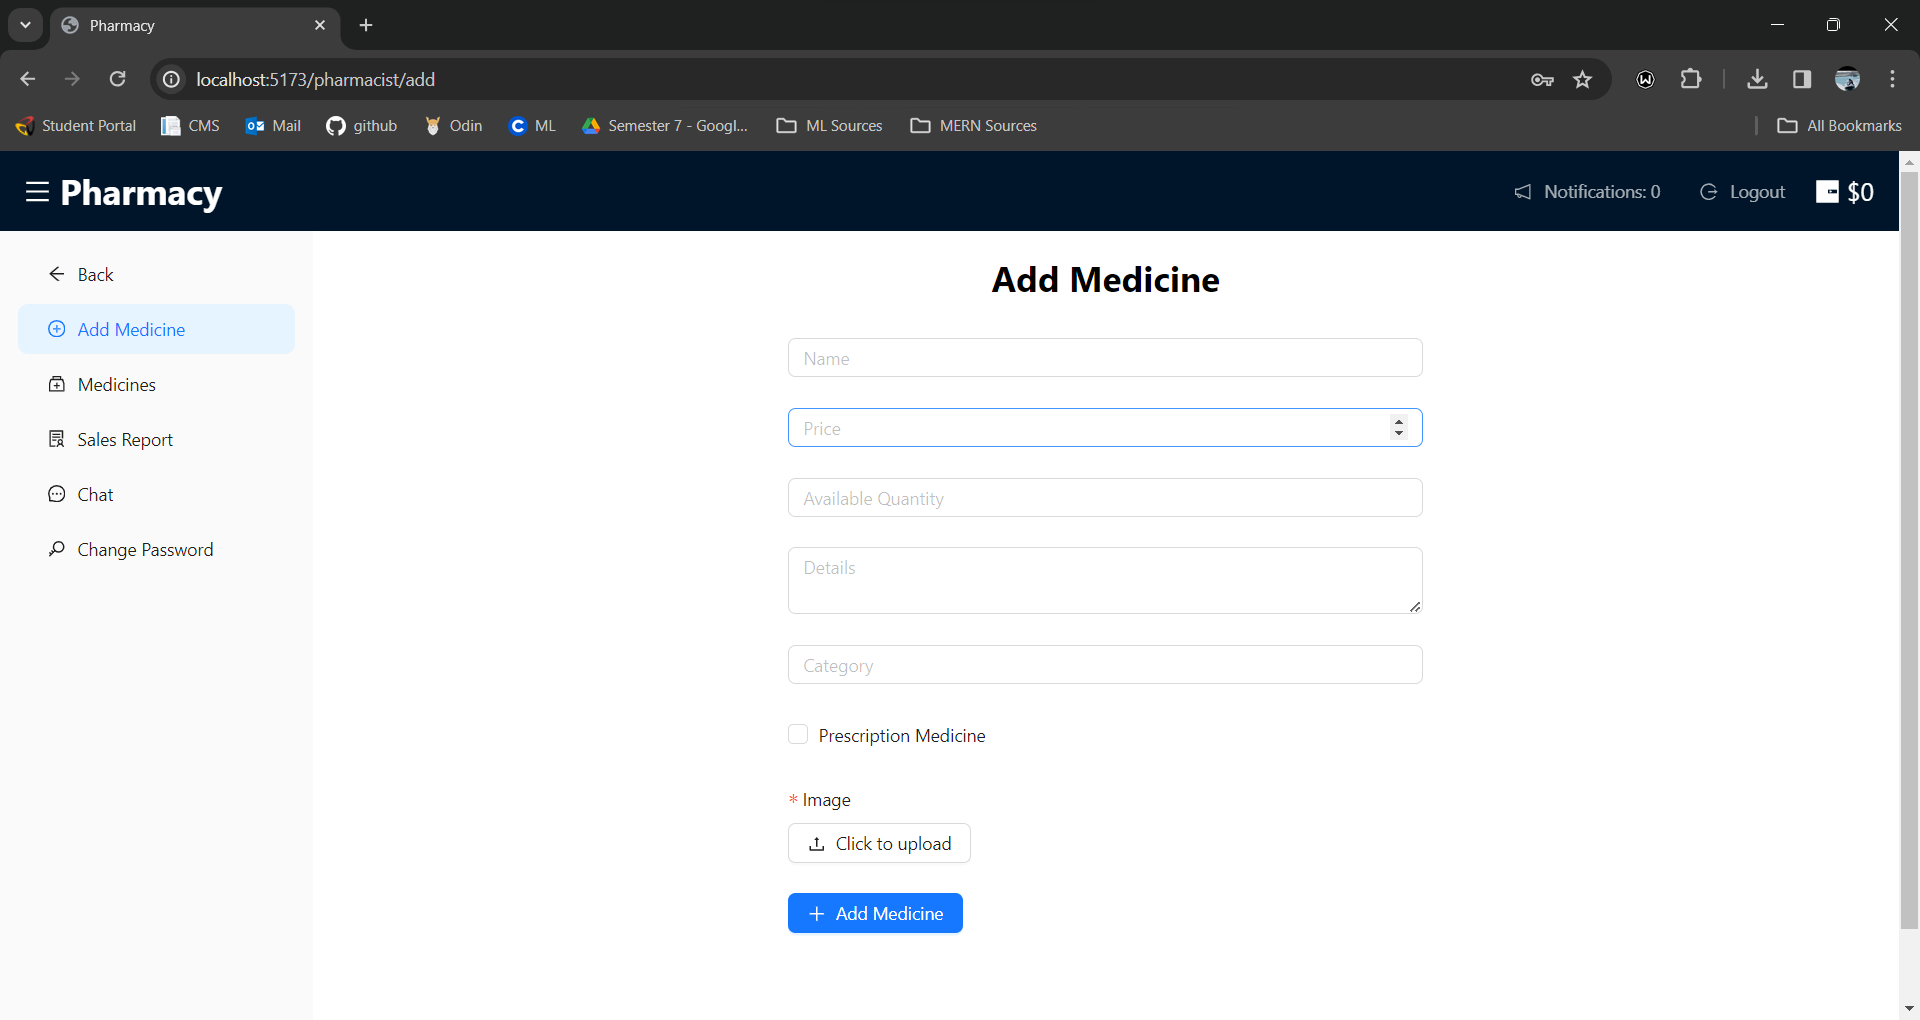 Pharmacy
localhost:5173/pharmacist/add
Student Portal CMS Mail github Odin ML Semester 7 - Googl... ML Sources MERN Sources All Bookmarks
Pharmacy Notifications: 0 Logout $0
Back
Add Medicine
Medicines
Sales Report
Chat
Change Password
Add Medicine
Name
Price
Available Quantity
Details
Category
Prescription Medicine
* Image
Click to upload
+ Add Medicine